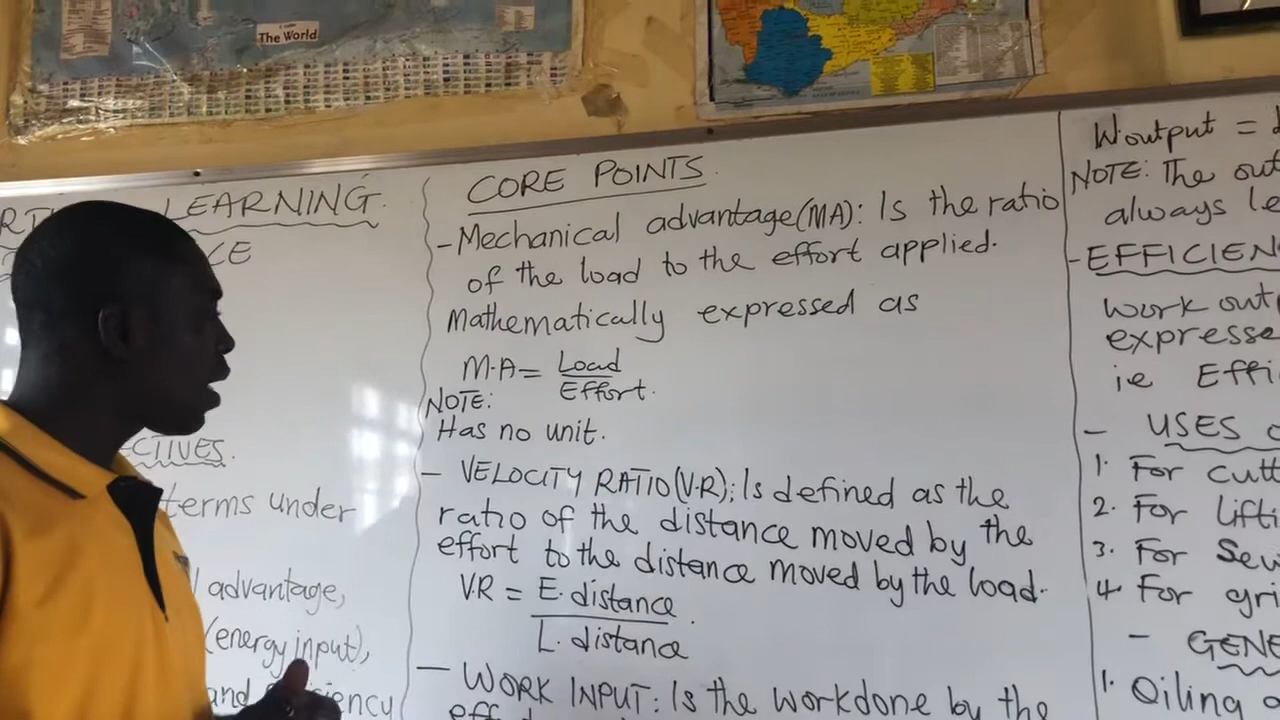 The World
LEARNING
CE
CTIVES.
terms under
advantage,
(energy input),
and
CORE POINTS
- Mechanical advantage(MA): Is the ratio
of the load to the effort applied.
Mathematically expressed as
M.A = Load
Effort.
NOTE:
Has no unit.
- VELOCITY RATIO(V.R): Is defined as the
ratio of the distance moved by the
effort to the distance moved by the load.
V.R = E. distance
L. distance
- WORK INPUT: Is the workdone by the
W.output =
NOTE: The out
always le
- EFFICIEN
work out
expresse
ie Effi
- USES
1. For cutt
2. For lifti
3. For Sew
4. For gri
- GENE
1. Oiling